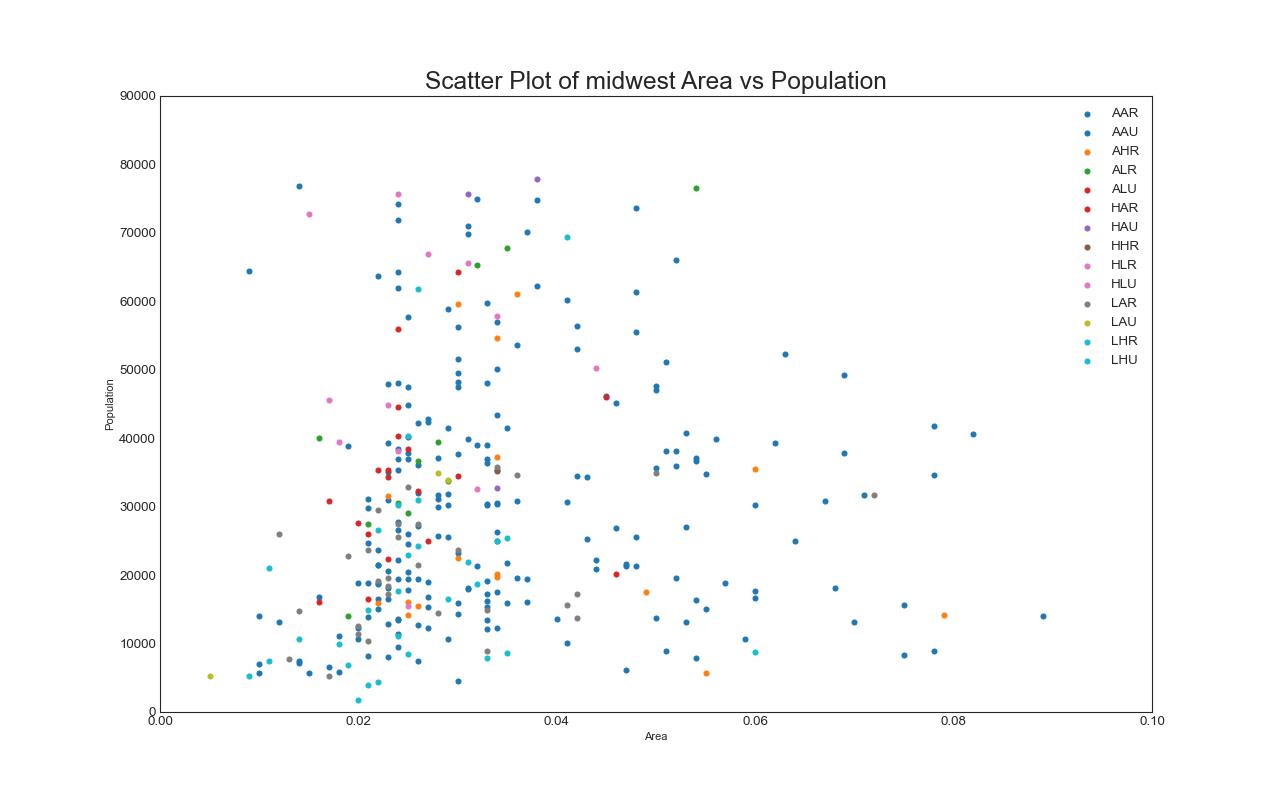 Scatter Plot of midwest Area vs Population
90000
80000
70000
60000
50000
40000
30000
20000
10000
0
Population
AAR
AAU
AHR
ALR
ALU
HAR
HAU
HHR
HLR
HLU
LAR
LAU
LHR
LHU
0.00 0.02 0.04 0.06 0.08 0.10
Area